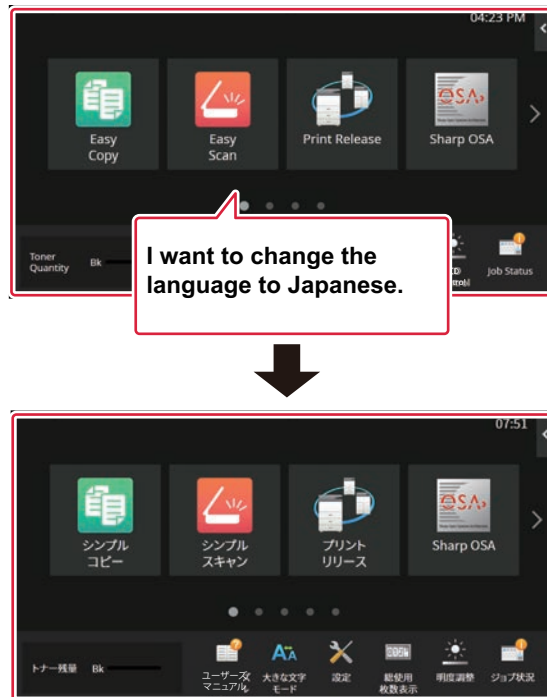 04:23 PM
Easy
Copy
Easy
Scan
Print Release
Sharp OSA
OSA
Toner
Quantity
Bk
Job Status
I want to change the
language to Japanese.
07:51
シンプル
コピー
シンプル
スキャン
プリント
リリース
Sharp OSA
OSA
トナー残量 Bk
ユーザーズ
マニュアル
大きな文字
モード
設定
総使用
枚数表示
明度調整
ジョブ状況